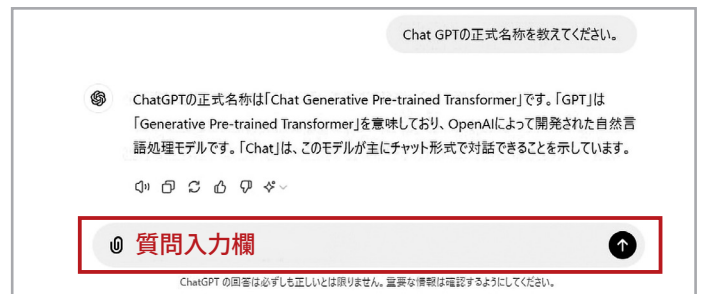 Chat GPTの正式名称を教えてください。
ChatGPTの正式名称は「Chat Generative Pre-trained Transformer」です。「GPT」は
「Generative Pre-trained Transformer」を意味しており、OpenAIによって開発された自然言
語処理モデルです。「Chat」は、このモデルが主にチャット形式で対話できることを示しています。
質問入力欄
ChatGPT の回答は必ずしも正しいとは限りません。重要な情報は確認するようにしてください。